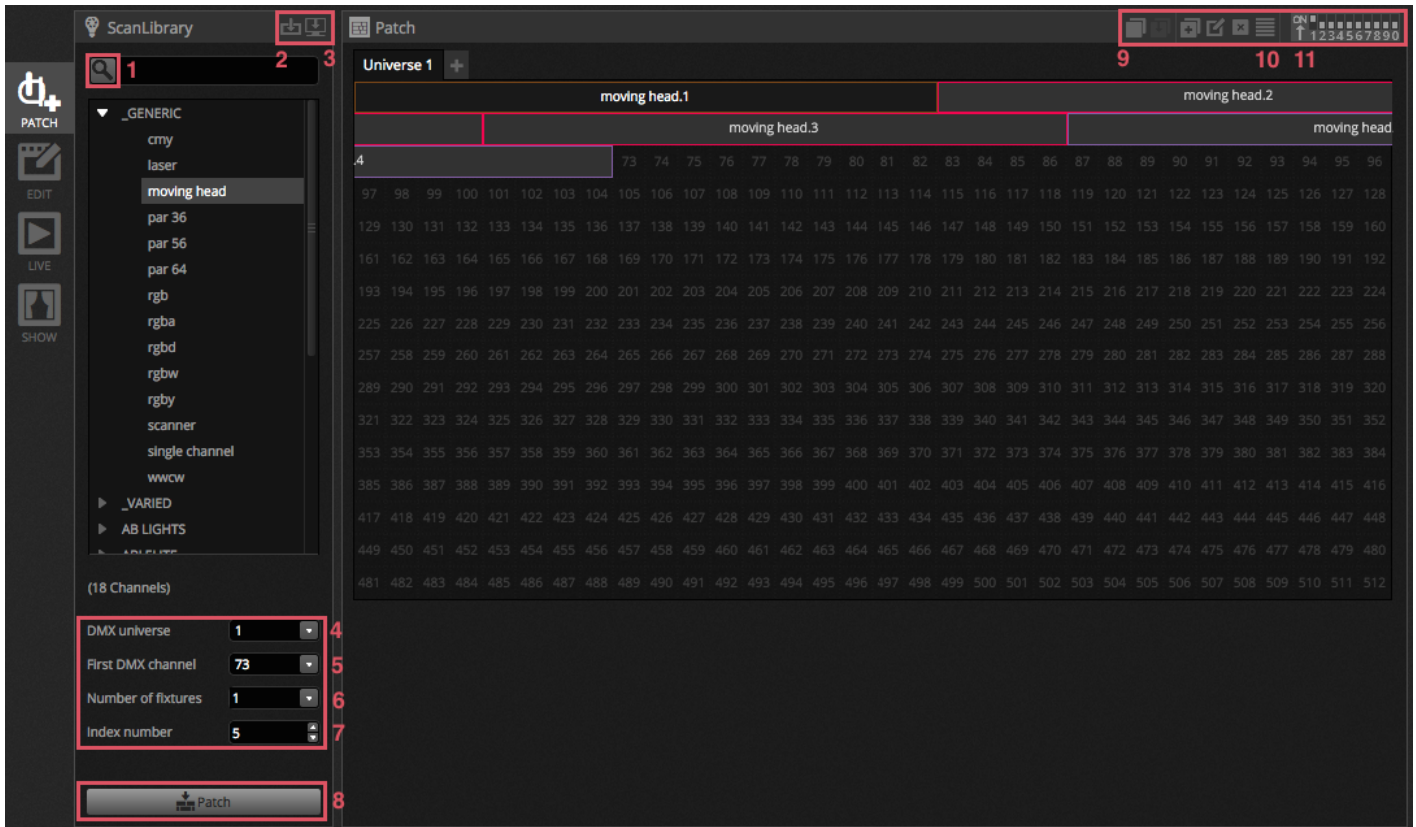 ScanLibrary
2
3
1
_GENERIC
cmy
laser
moving head
par 36
par 56
par 64
rgb
rgba
rgbd
rgbw
rgby
scanner
single channel
wwcw
_VARIED
AB LIGHTS
(18 Channels)
DMX universe 1 4
First DMX channel 73 5
Number of fixtures 1 6
Index number 5 7
Patch 8
PATCH
EDIT
LIVE
SHOW
Patch
ON
1234567890
9 10 11
Universe 1
moving head.1 moving head.2
moving head.3 moving head
.4 73 74 75 76 77 78 79 80 81 82 83 84 85 86 87 88 89 90 91 92 93 94 95 96
97 98 99 100 101 102 103 104 105 106 107 108 109 110 111 112 113 114 115 116 117 118 119 120 121 122 123 124 125 126 127 128
129 130 131 132 133 134 135 136 137 138 139 140 141 142 143 144 145 146 147 148 149 150 151 152 153 154 155 156 157 158 159 160
161 162 163 164 165 166 167 168 169 170 171 172 173 174 175 176 177 178 179 180 181 182 183 184 185 186 187 188 189 190 191 192
193 194 195 196 197 198 199 200 201 202 203 204 205 206 207 208 209 210 211 212 213 214 215 216 217 218 219 220 221 222 223 224
225 226 227 228 229 230 231 232 233 234 235 236 237 238 239 240 241 242 243 244 245 246 247 248 249 250 251 252 253 254 255 256
257 258 259 260 261 262 263 264 265 266 267 268 269 270 271 272 273 274 275 276 277 278 279 280 281 282 283 284 285 286 287 288
289 290 291 292 293 294 295 296 297 298 299 300 301 302 303 304 305 306 307 308 309 310 311 312 313 314 315 316 317 318 319 320
321 322 323 324 325 326 327 328 329 330 331 332 333 334 335 336 337 338 339 340 341 342 343 344 345 346 347 348 349 350 351 352
353 354 355 356 357 358 359 360 361 362 363 364 365 366 367 368 369 370 371 372 373 374 375 376 377 378 379 380 381 382 383 384
385 386 387 388 389 390 391 392 393 394 395 396 397 398 399 400 401 402 403 404 405 406 407 408 409 410 411 412 413 414 415 416
417 418 419 420 421 422 423 424 425 426 427 428 429 430 431 432 433 434 435 436 437 438 439 440 441 442 443 444 445 446 447 448
449 450 451 452 453 454 455 456 457 458 459 460 461 462 463 464 465 466 467 468 469 470 471 472 473 474 475 476 477 478 479 480
481 482 483 484 485 486 487 488 489 490 491 492 493 494 495 496 497 498 499 500 501 502 503 504 505 506 507 508 509 510 511 512